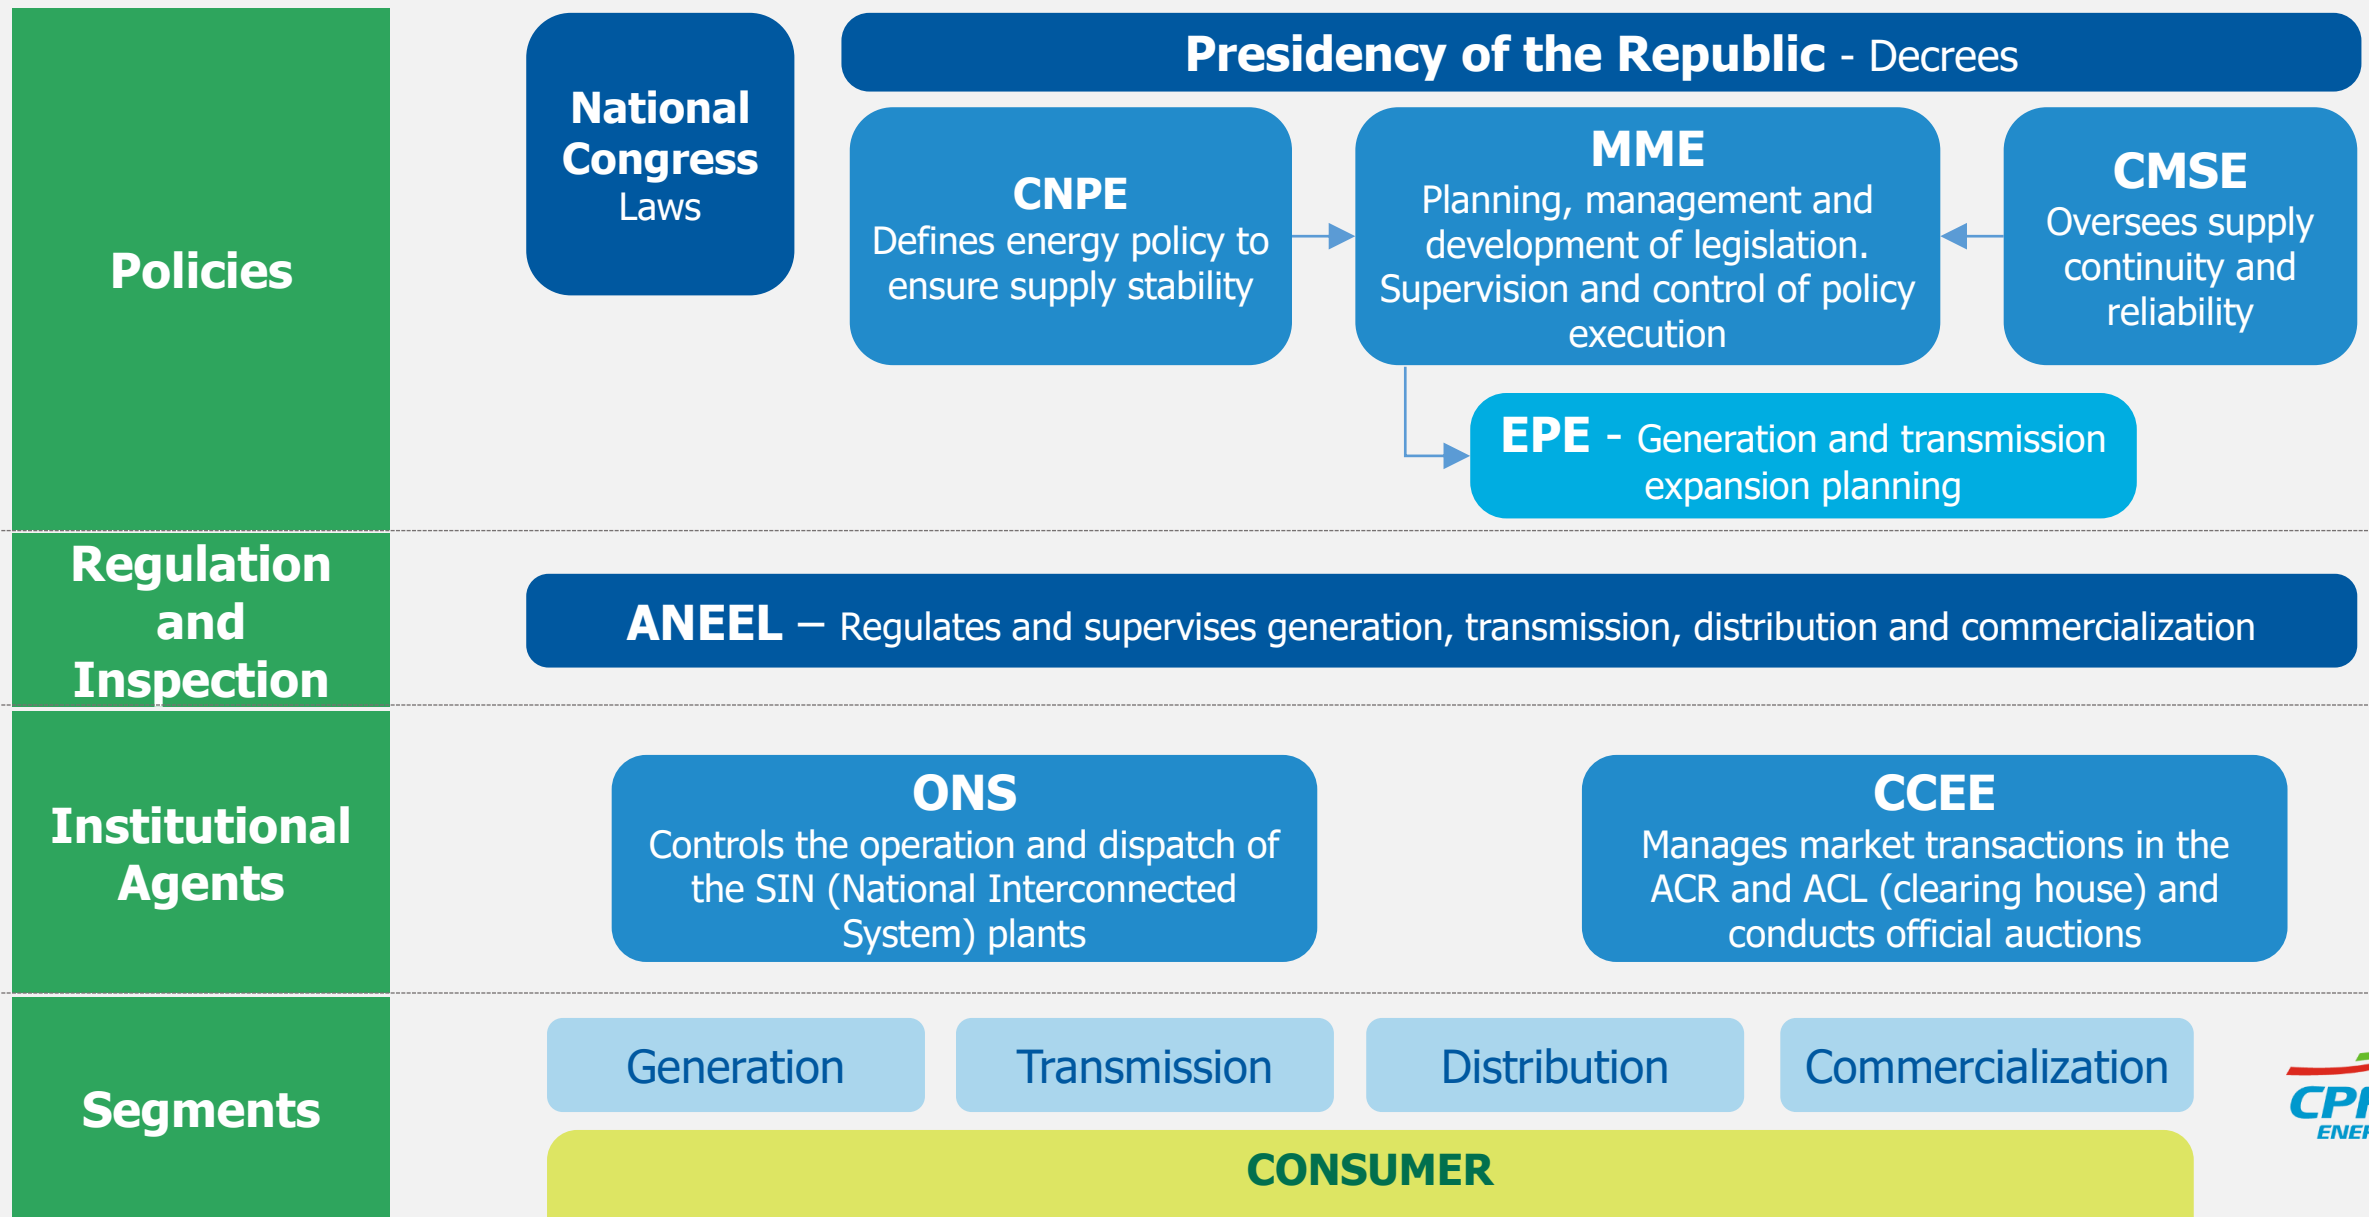 Policies
National
Congress
Laws
Presidency of the Republic - Decrees
CNPE
Defines energy policy to
ensure supply stability
MME
Planning, management and
development of legislation.
Supervision and control of policy
execution
CMSE
Oversees supply
continuity and
reliability
EPE - Generation and transmission
expansion planning
Regulation
and
Inspection
ANEEL – Regulates and supervises generation, transmission, distribution and commercialization
Institutional
Agents
ONS
Controls the operation and dispatch of
the SIN (National Interconnected
System) plants
CCEE
Manages market transactions in the
ACR and ACL (clearing house) and
conducts official auctions
Segments
Generation
Transmission
Distribution
Commercialization
CONSUMER